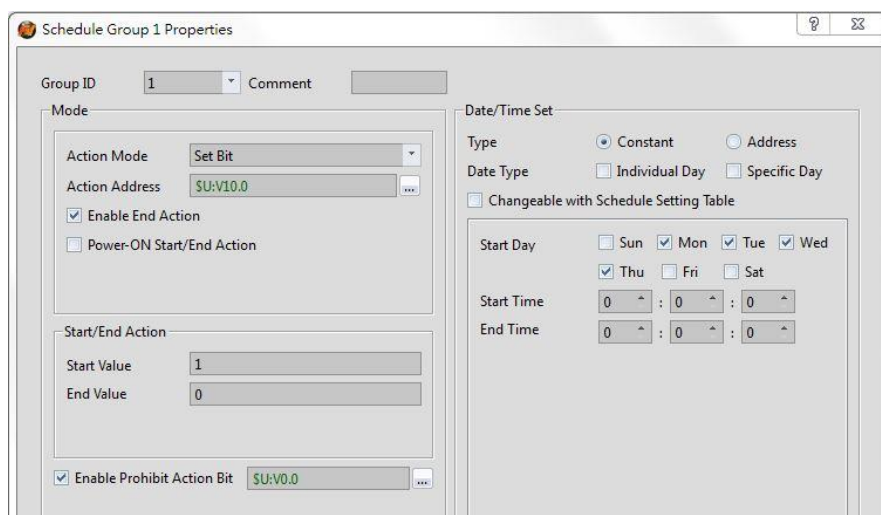 Schedule Group 1 Properties
Group ID 1 Comment
Mode
Action Mode Set Bit
Action Address $U:V10.0 ...
Enable End Action
Power-ON Start/End Action
Start/End Action
Start Value 1
End Value 0
Enable Prohibit Action Bit $U:V0.0 ...
Date/Time Set
Type Constant Address
Date Type Individual Day Specific Day
Changeable with Schedule Setting Table
Start Day Sun Mon Tue Wed
Thu Fri Sat
Start Time 0 : 0 : 0
End Time 0 : 0 : 0